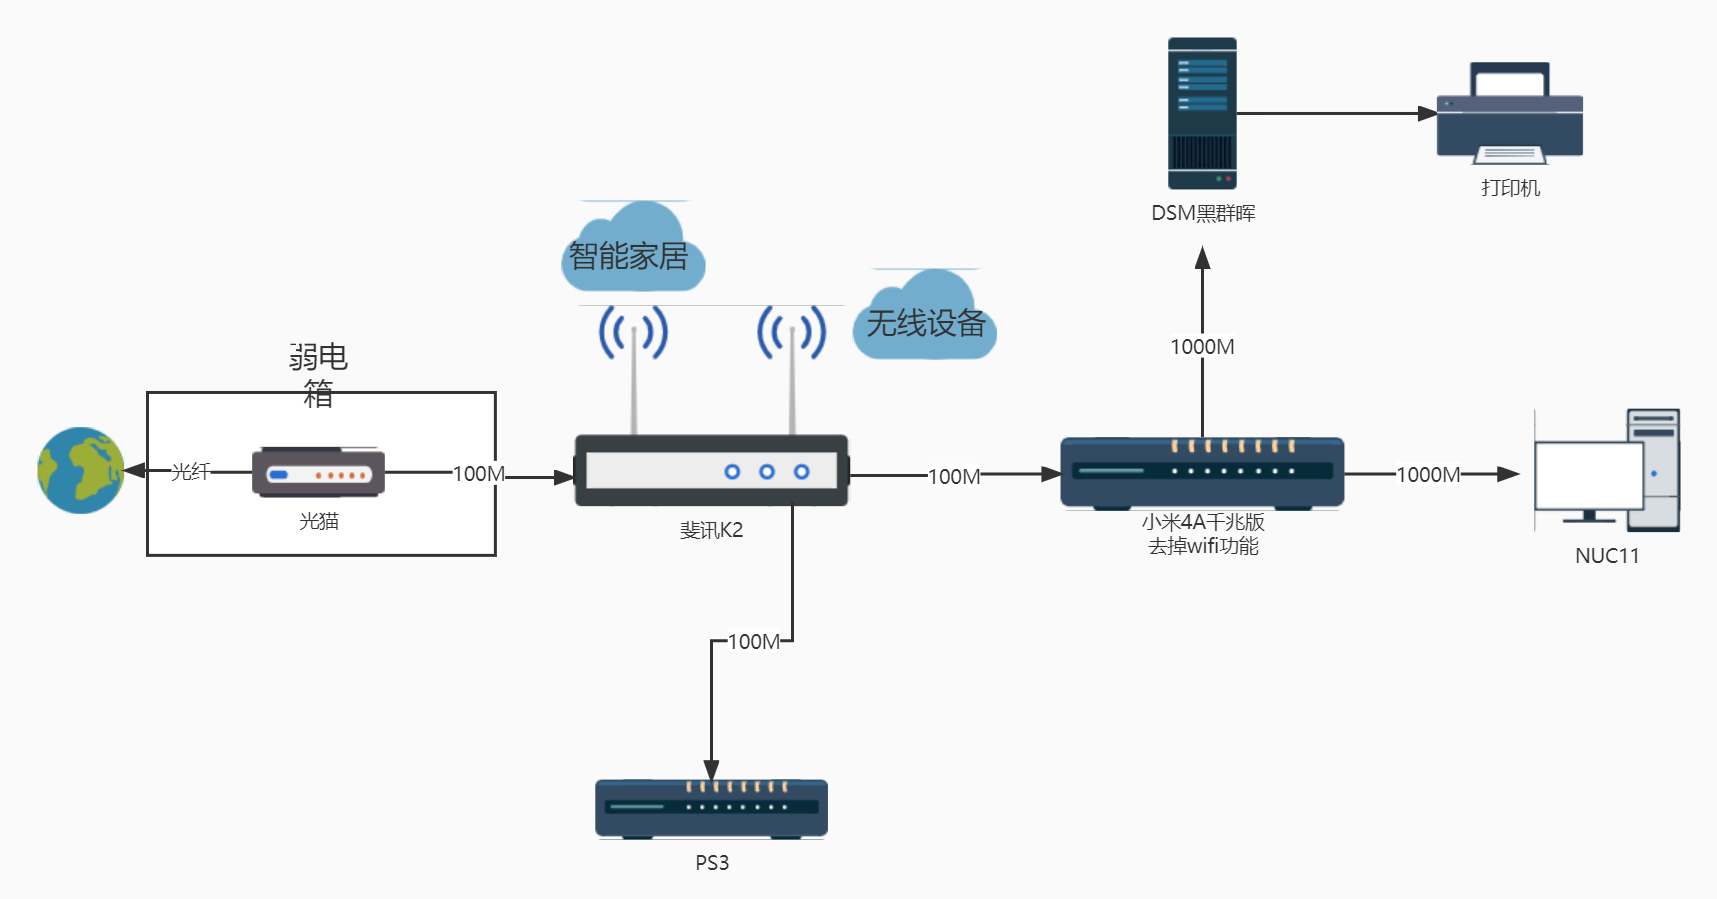 打印机
DSM黑群晖
智能家居
无线设备
1000M
弱电
箱
光纤
100M
100M
1000M
光猫
斐讯K2
小米4A千兆版
去掉wifi功能
NUC11
100M
PS3